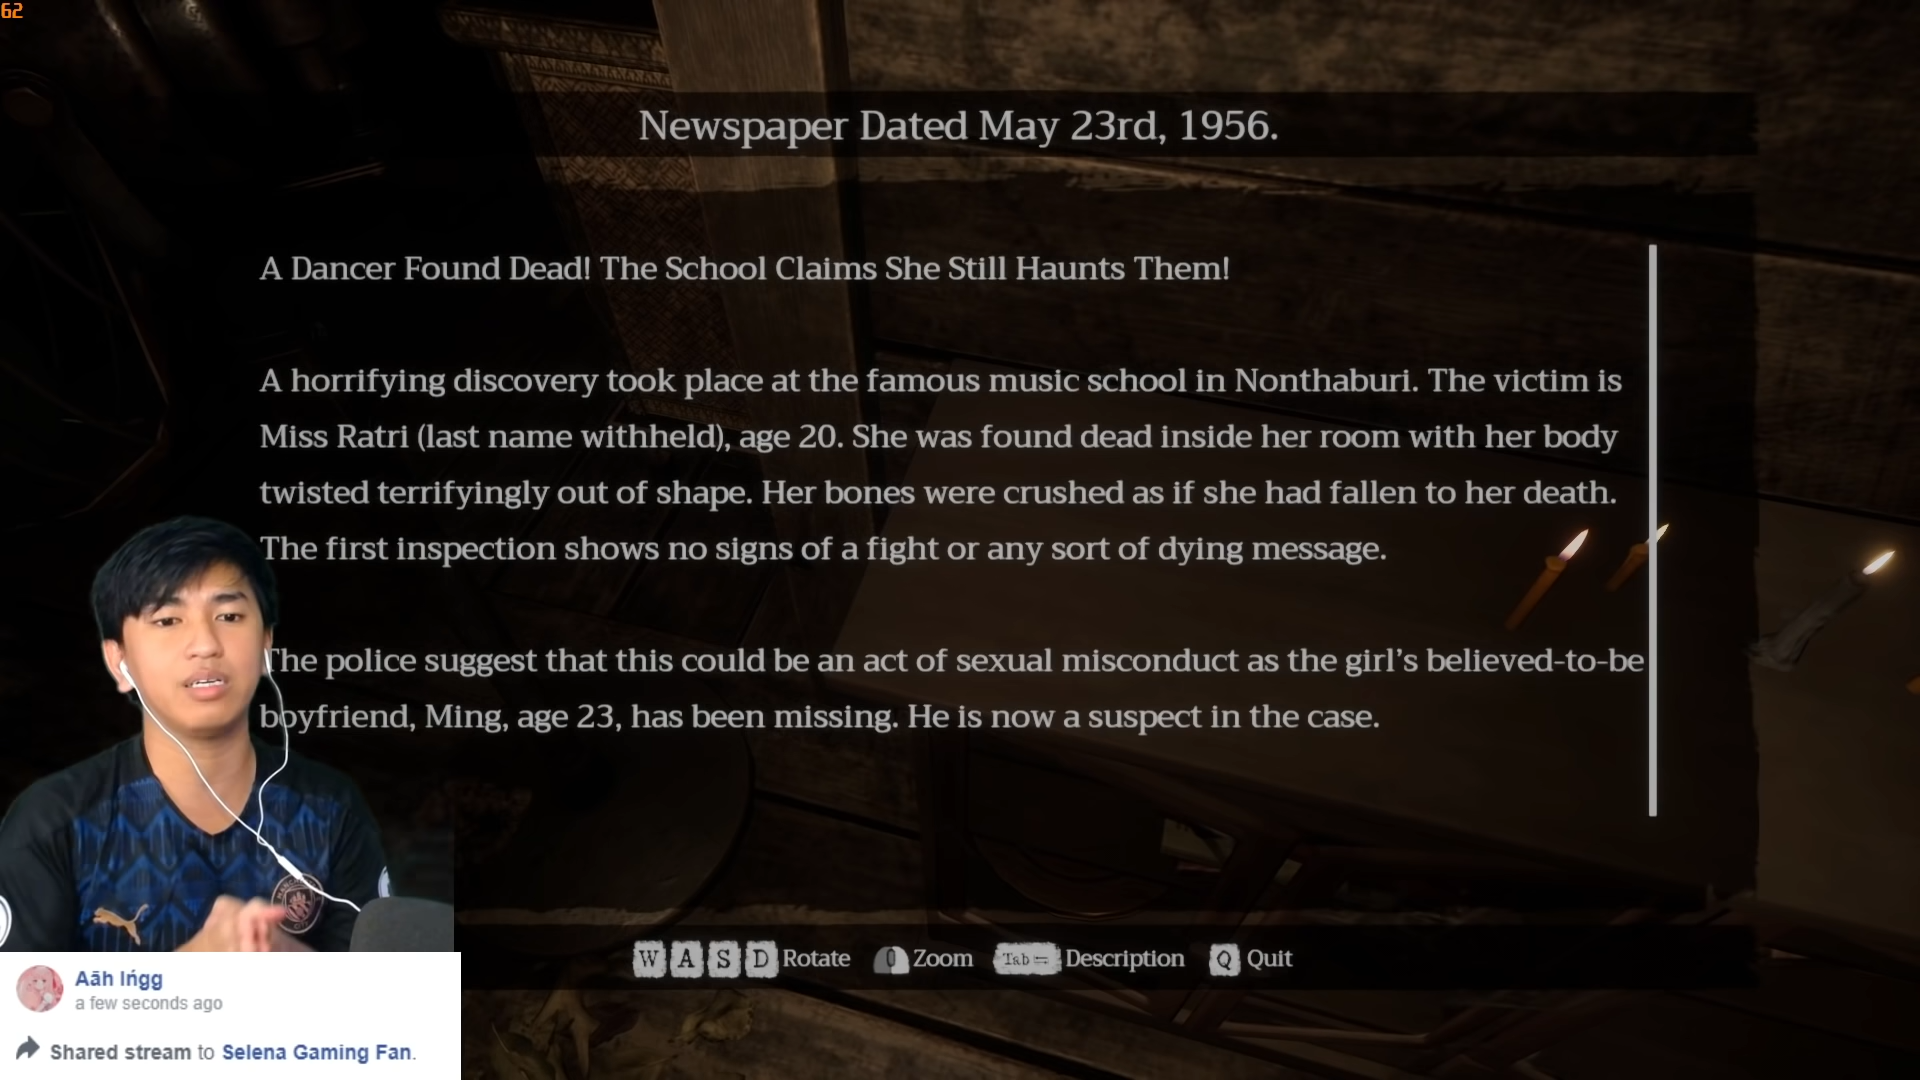 62
Newspaper Dated May 23rd, 1956.
A Dancer Found Dead! The School Claims She Still Haunts Them!
A horrifying discovery took place at the famous music school in Nonthaburi. The victim is
Miss Ratri (last name withheld), age 20. She was found dead inside her room with her body
twisted terrifyingly out of shape. Her bones were crushed as if she had fallen to her death.
The first inspection shows no signs of a fight or any sort of dying message.
The police suggest that this could be an act of sexual misconduct as the girl's believed-to-be
boyfriend, Ming, age 23, has been missing. He is now a suspect in the case.
W A S D Rotate Zoom Tab Description Q Quit
Aāh Ińgg
a few seconds ago
Shared stream to Selena Gaming Fan.